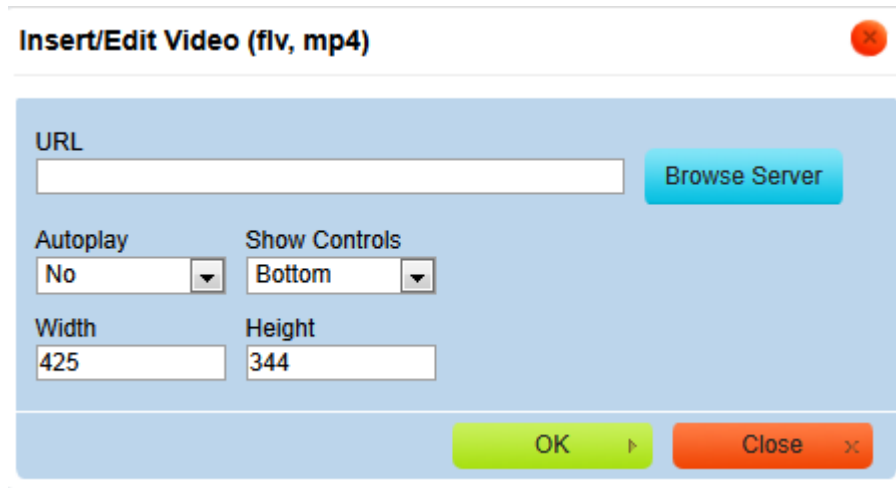 Insert/Edit Video (flv, mp4)
URL
Browse Server
Autoplay Show Controls
No Bottom
Width Height
425 344
OK Close